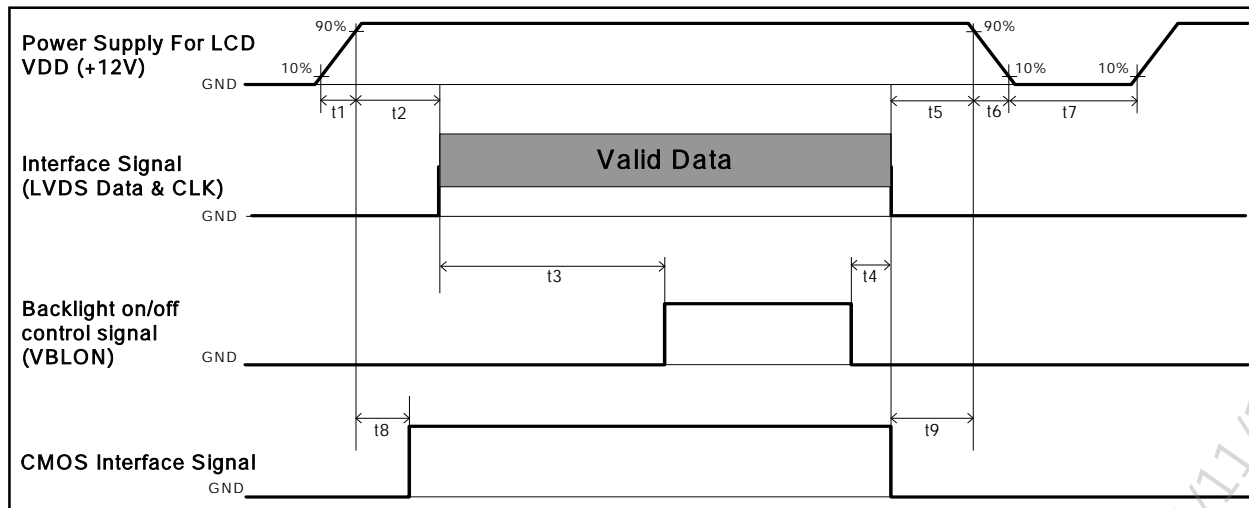 90%
90%
Power Supply For LCD
VDD (+12V)
10%
10%
10%
GND
t1
t2
t5
t6
t7
Valid Data
Interface Signal
(LVDS Data & CLK)
GND
t3
t4
Backlight on/off
control signal
(VBLON)
GND
t8
t9
CMOS Interface Signal
GND
/11/